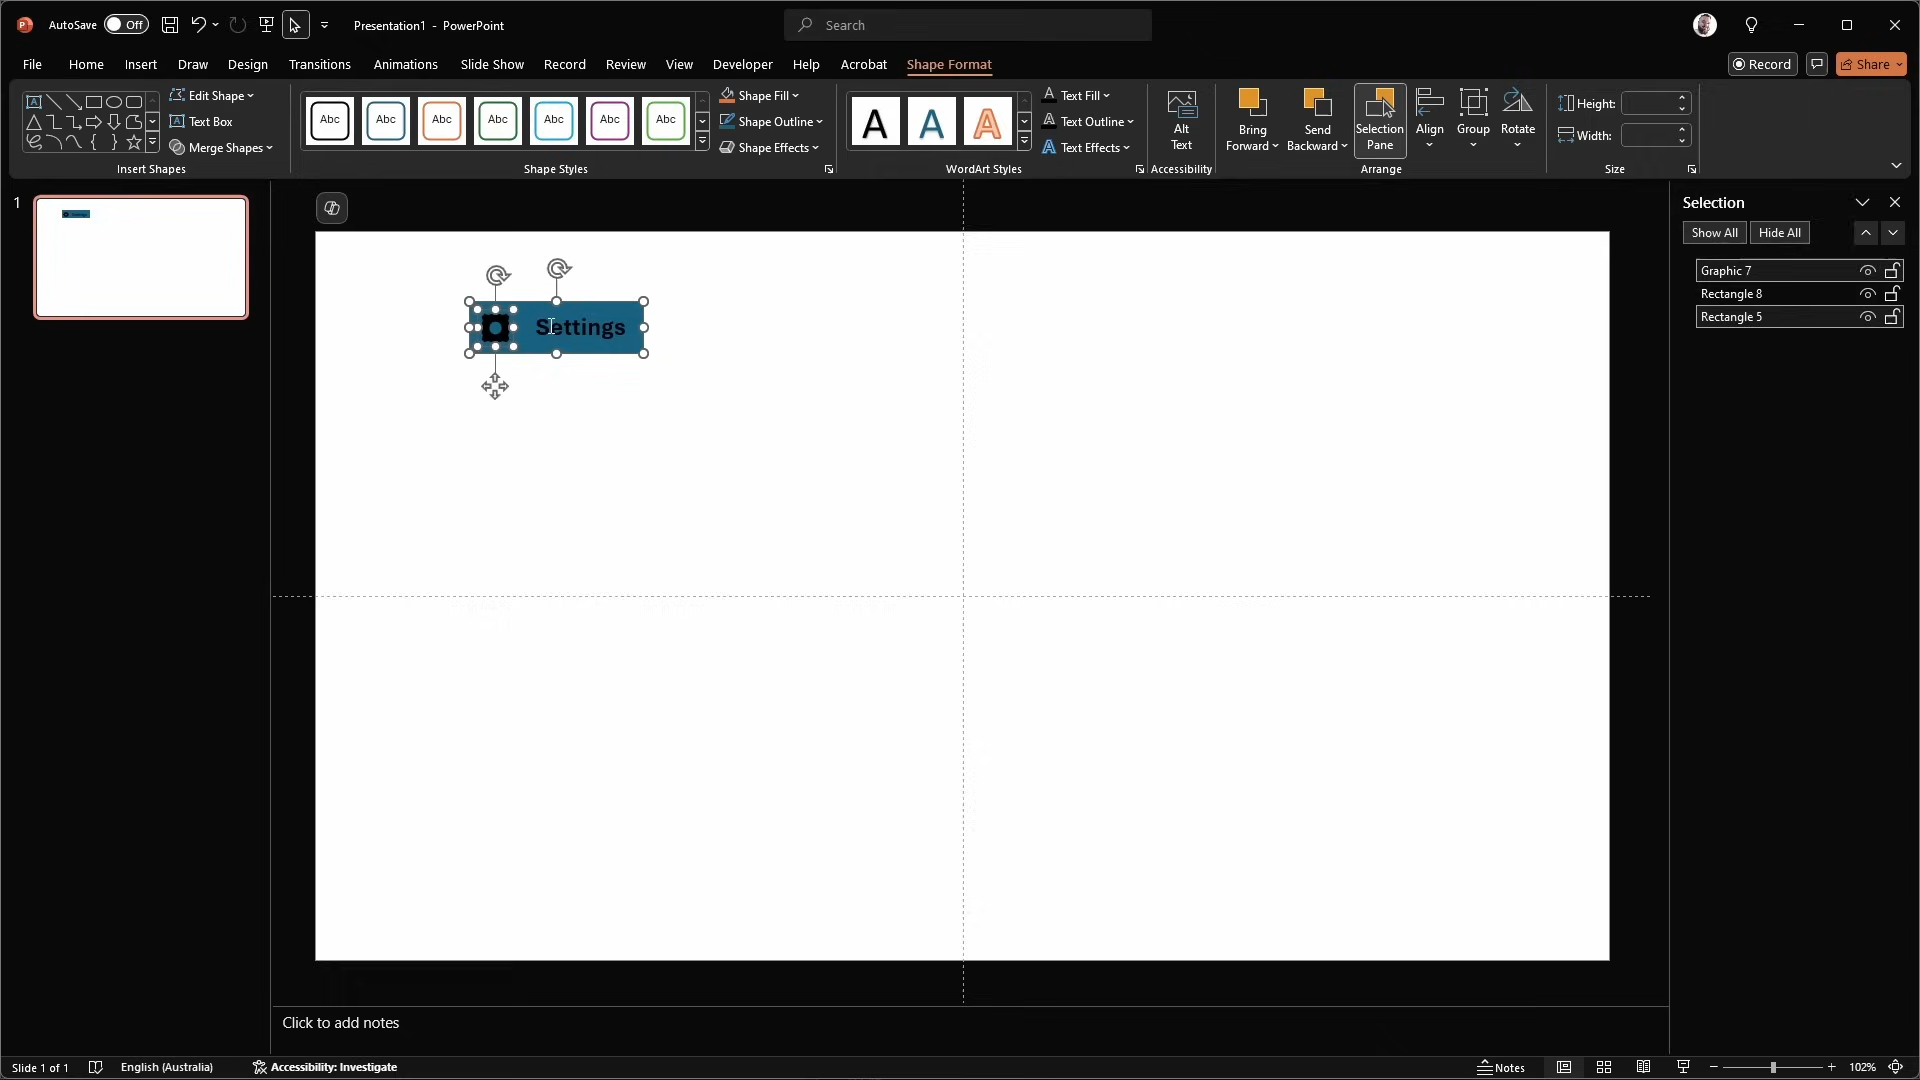 AutoSave Off Presentation1 - PowerPoint Search
File Home Insert Draw Design Transitions Animations Slide Show Record Review View Developer Help Acrobat Shape Format Record Share
Edit Shape
Text Box
Merge Shapes
Insert Shapes
Abc Abc Abc Abc Abc Abc Abc
Shape Fill
Shape Outline
Shape Effects
Shape Styles
A A A
Text Fill
Text Outline
Text Effects
WordArt Styles
Alt
Text
Accessibility
Bring
Forward
Send
Backward
Selection
Pane
Align
Group
Rotate
Arrange
Height:
Width:
Size
1
Settings
Selection
Show All Hide All
Graphic 7
Rectangle 8
Rectangle 5
Click to add notes
Slide 1 of 1 English (Australia) Accessibility: Investigate Notes 102%